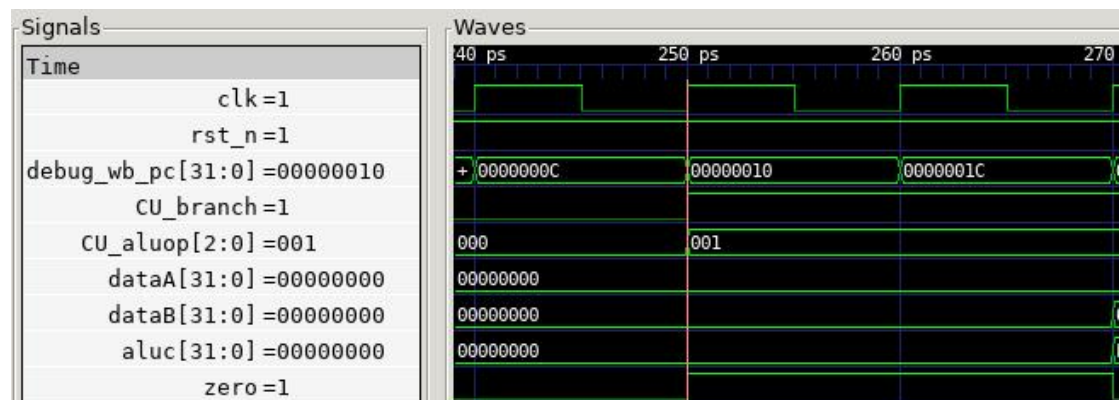 Signals
Waves
Time
40 ps 250 ps 260 ps 270
clk =1
rst_n =1
debug_wb_pc[31:0] =00000010
+ 0000000C 00000010 0000001C
CU_branch =1
CU_aluop[2:0] =001
000 001
dataA[31:0] =00000000
00000000
dataB[31:0] =00000000
00000000
aluc[31:0] =00000000
00000000
zero =1